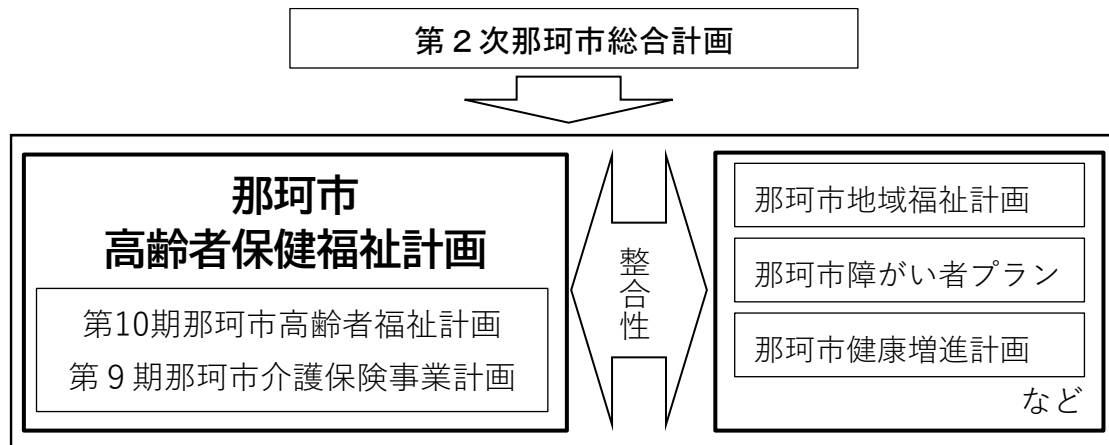 第２次那珂市総合計画
那珂市
高齢者保健福祉計画
第10期那珂市高齢者福祉計画
第９期那珂市介護保険事業計画
整合性
那珂市地域福祉計画
那珂市障がい者プラン
那珂市健康増進計画
など